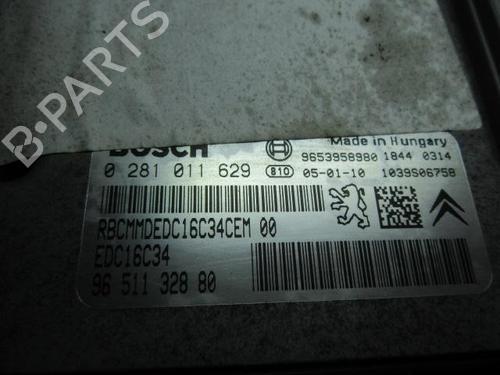 B-PARTS
BOSCH
Made in Hungary
9653958980 1844 0314
0 281 011 629 810 05-01-10 1039S06758
RBCMMDEDC16C34CEM 00
EDC16C34
96 511 328 80